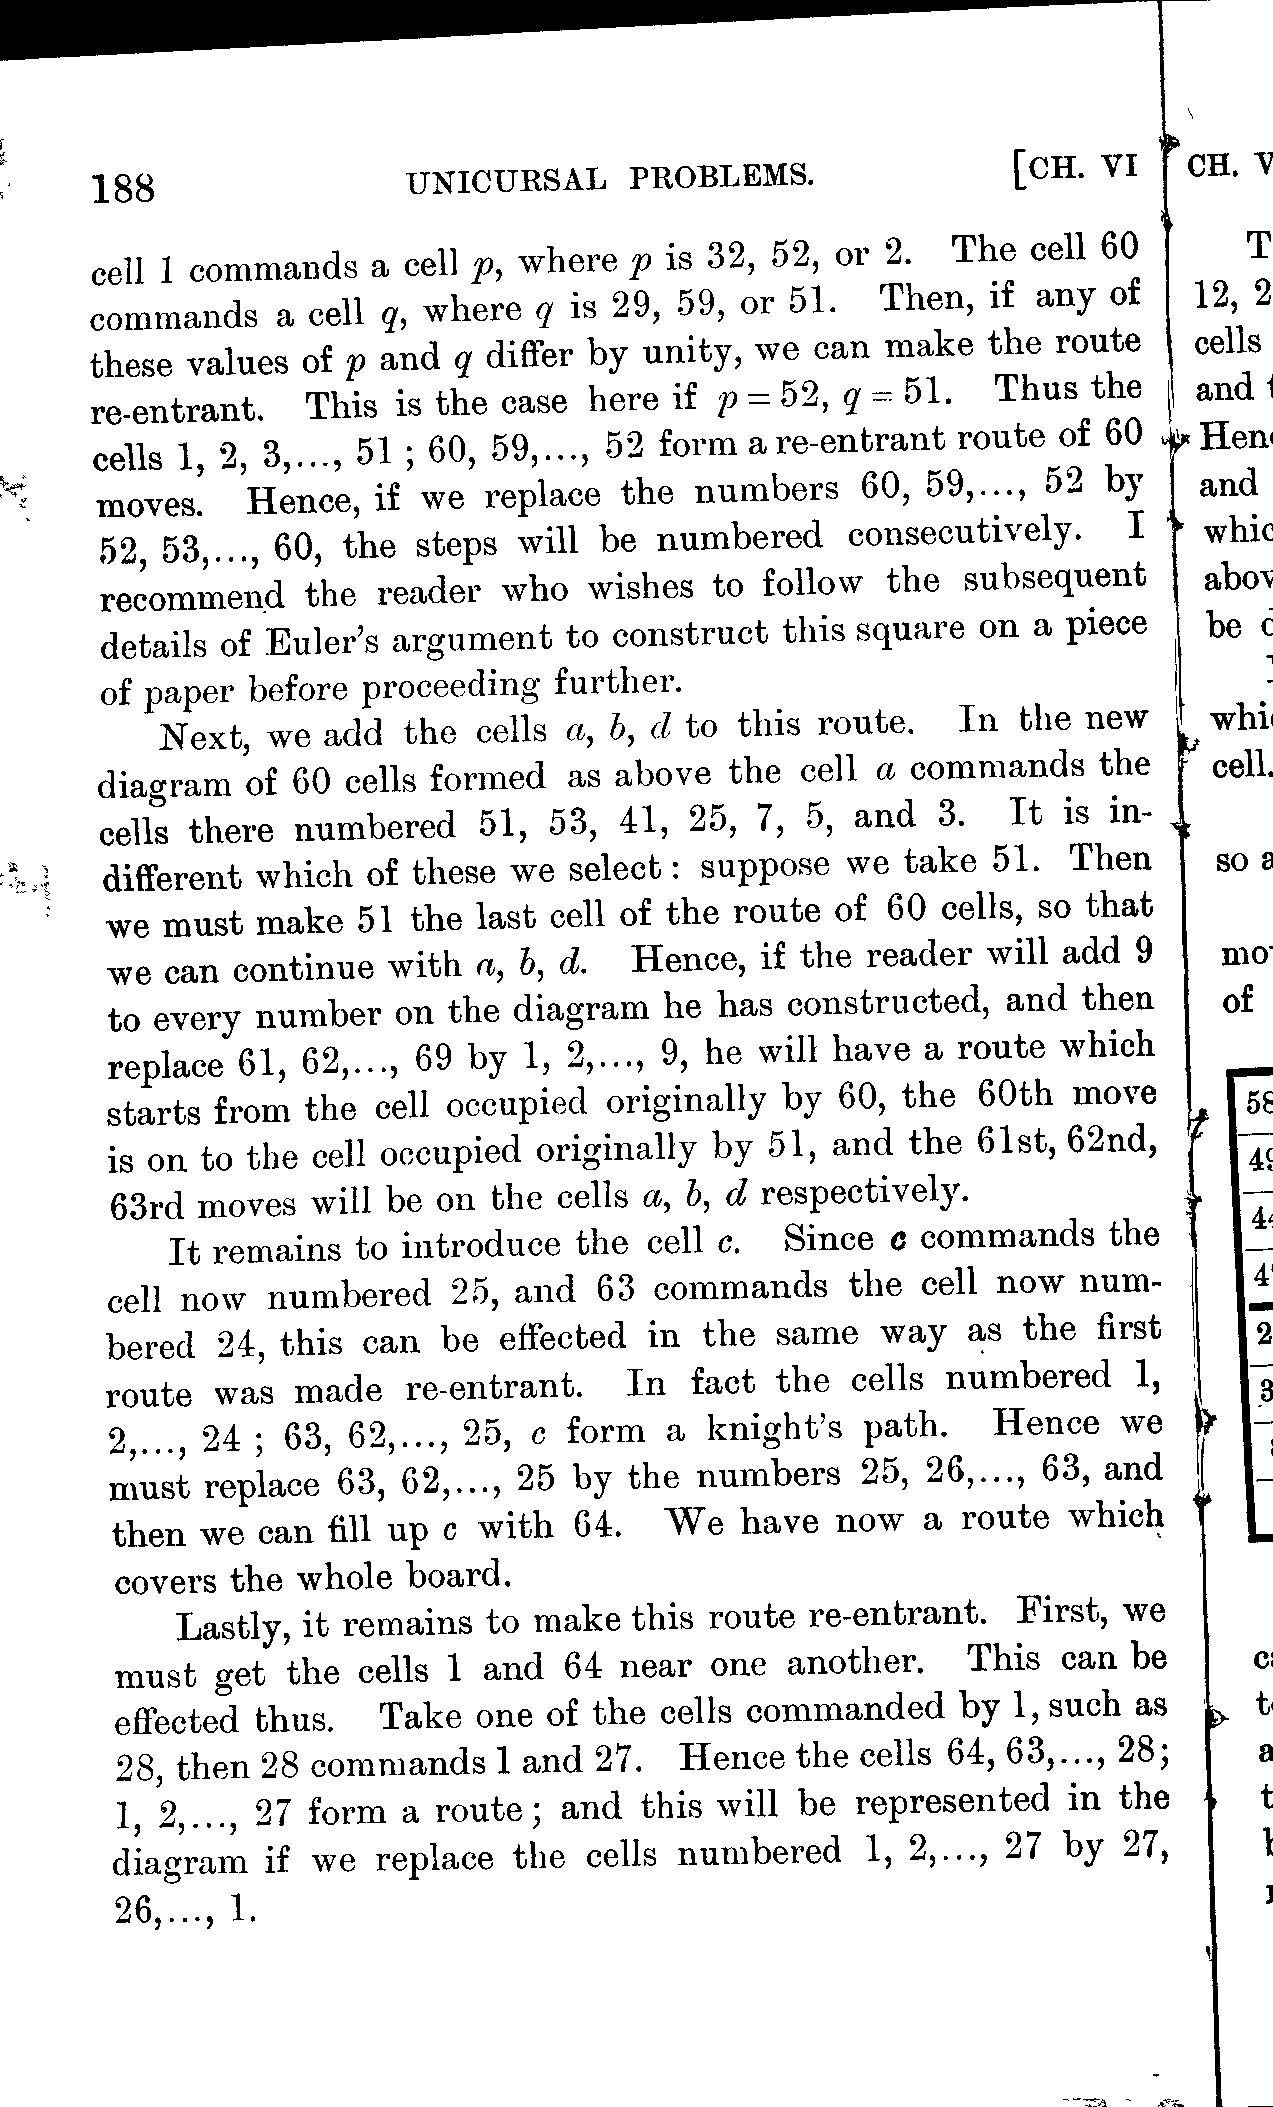 188 UNICURSAL PROBLEMS. [CH. VI
cell 1 commands a cell p, where p is 32, 52, or 2. The cell 60
commands a cell q, where q is 29, 59, or 51. Then, if any of
these values of p and q differ by unity, we can make the route
re-entrant. This is the case here if p = 52, q = 51. Thus the
cells 1, 2, 3,..., 51 ; 60, 59,..., 52 form a re-entrant route of 60
moves. Hence, if we replace the numbers 60, 59,..., 52 by
52, 53,..., 60, the steps will be numbered consecutively. I
recommend the reader who wishes to follow the subsequent
details of Euler's argument to construct this square on a piece
of paper before proceeding further.
Next, we add the cells a, b, d to this route. In the new
diagram of 60 cells formed as above the cell a commands the
cells there numbered 51, 53, 41, 25, 7, 5, and 3. It is in-
different which of these we select : suppose we take 51. Then
we must make 51 the last cell of the route of 60 cells, so that
we can continue with a, b, d. Hence, if the reader will add 9
to every number on the diagram he has constructed, and then
replace 61, 62,..., 69 by 1, 2,..., 9, he will have a route which
starts from the cell occupied originally by 60, the 60th move
is on to the cell occupied originally by 51, and the 61st, 62nd,
63rd moves will be on the cells a, b, d respectively.
It remains to introduce the cell c. Since c commands the
cell now numbered 25, and 63 commands the cell now num-
bered 24, this can be effected in the same way as the first
route was made re-entrant. In fact the cells numbered 1,
2,..., 24 ; 63, 62,..., 25, c form a knight's path. Hence we
must replace 63, 62,..., 25 by the numbers 25, 26,..., 63, and
then we can fill up c with 64. We have now a route which
covers the whole board.
Lastly, it remains to make this route re-entrant. First, we
must get the cells 1 and 64 near one another. This can be
effected thus. Take one of the cells commanded by 1, such as
28, then 28 commands 1 and 27. Hence the cells 64, 63,..., 28;
1, 2,..., 27 form a route ; and this will be represented in the
diagram if we replace the cells numbered 1, 2,..., 27 by 27,
26,..., 1.
CH. V
12, 2
cells
and
and
be
cell.
so
of